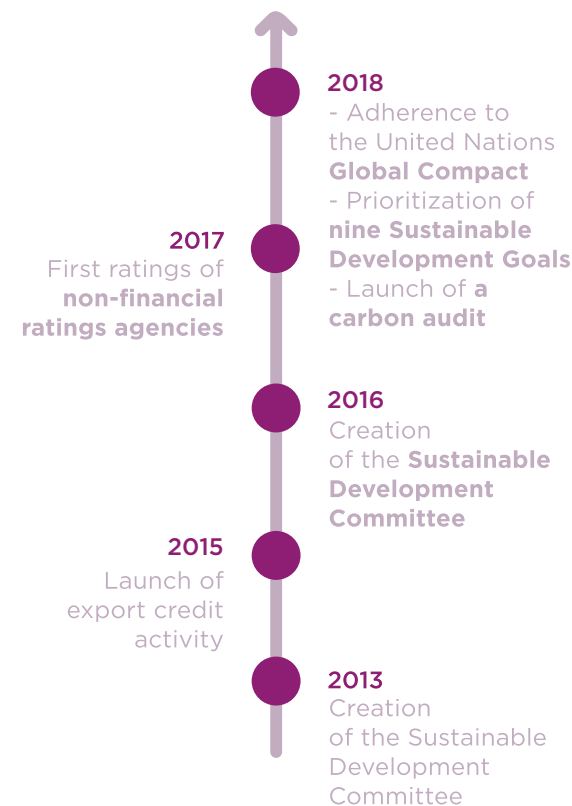 2018
- Adherence to
the United Nations
Global Compact
- Prioritization of
nine Sustainable
Development Goals
- Launch of a
carbon audit
2017
First ratings of
non-financial
ratings agencies
2016
Creation
of the Sustainable
Development
Committee
2015
Launch of
export credit
activity
2013
Creation
of the Sustainable
Development
Committee